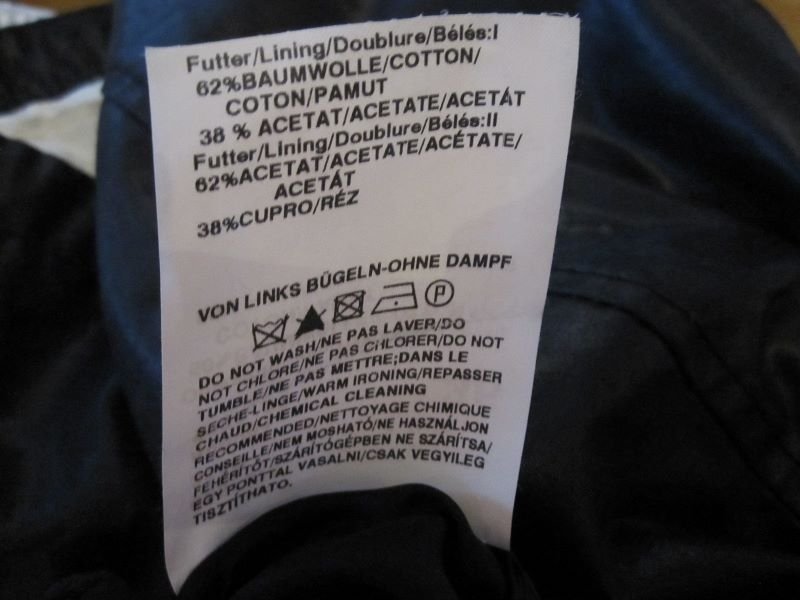 Futter/Lining/Doublure/Bélés:I
62%BAUMWOLLE/COTTON/
COTON/PAMUT
38 % ACETAT/ACETATE/ACETÁT
Futter/Lining/Doublure/Bélés:II
62%ACETAT/ACETATE/ACÉTATE/
ACETÁT
38%CUPRO/RÉZ
VON LINKS BÜGELN-OHNE DAMPF
P
DO NOT WASH/NE PAS LAVER/DO
NOT CHLORE/NE PAS CHLORER/DO NOT
TUMBLE/NE PAS METTRE;DANS LE
SECHE-LINGE/WARM IRONING/REPASSER
CHAUD/CHEMICAL CLEANING
RECOMMENDED/NETTOYAGE CHIMIQUE
CONSEILLE/NEM MOSHATÓ/NE HASZNÁLJON
FEHÉRÍTŐT/SZÁRÍTÓGÉPBEN NE SZÁRÍTSA/
EGY PONTTAL VASALNI/CSAK VEGYILEG
TISZTÍTHATO.